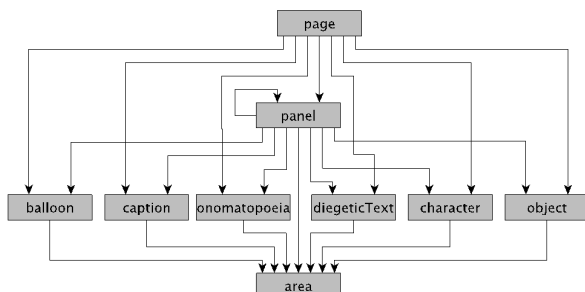 page
panel
balloon
caption
onomatopoeia
diegeticText
character
object
area